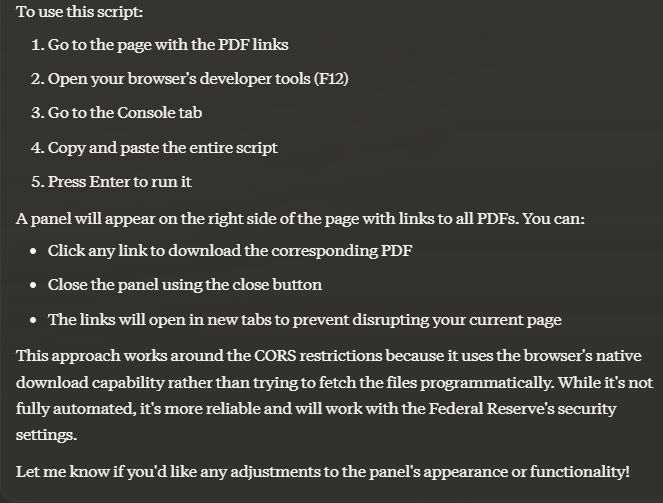 To use this script:
1. Go to the page with the PDF links
2. Open your browser's developer tools (F12)
3. Go to the Console tab
4. Copy and paste the entire script
5. Press Enter to run it
A panel will appear on the right side of the page with links to all PDFs. You can:
• Click any link to download the corresponding PDF
• Close the panel using the close button
• The links will open in new tabs to prevent disrupting your current page
This approach works around the CORS restrictions because it uses the browser's native
download capability rather than trying to fetch the files programmatically. While it's not
fully automated, it's more reliable and will work with the Federal Reserve's security
settings.
Let me know if you'd like any adjustments to the panel's appearance or functionality!